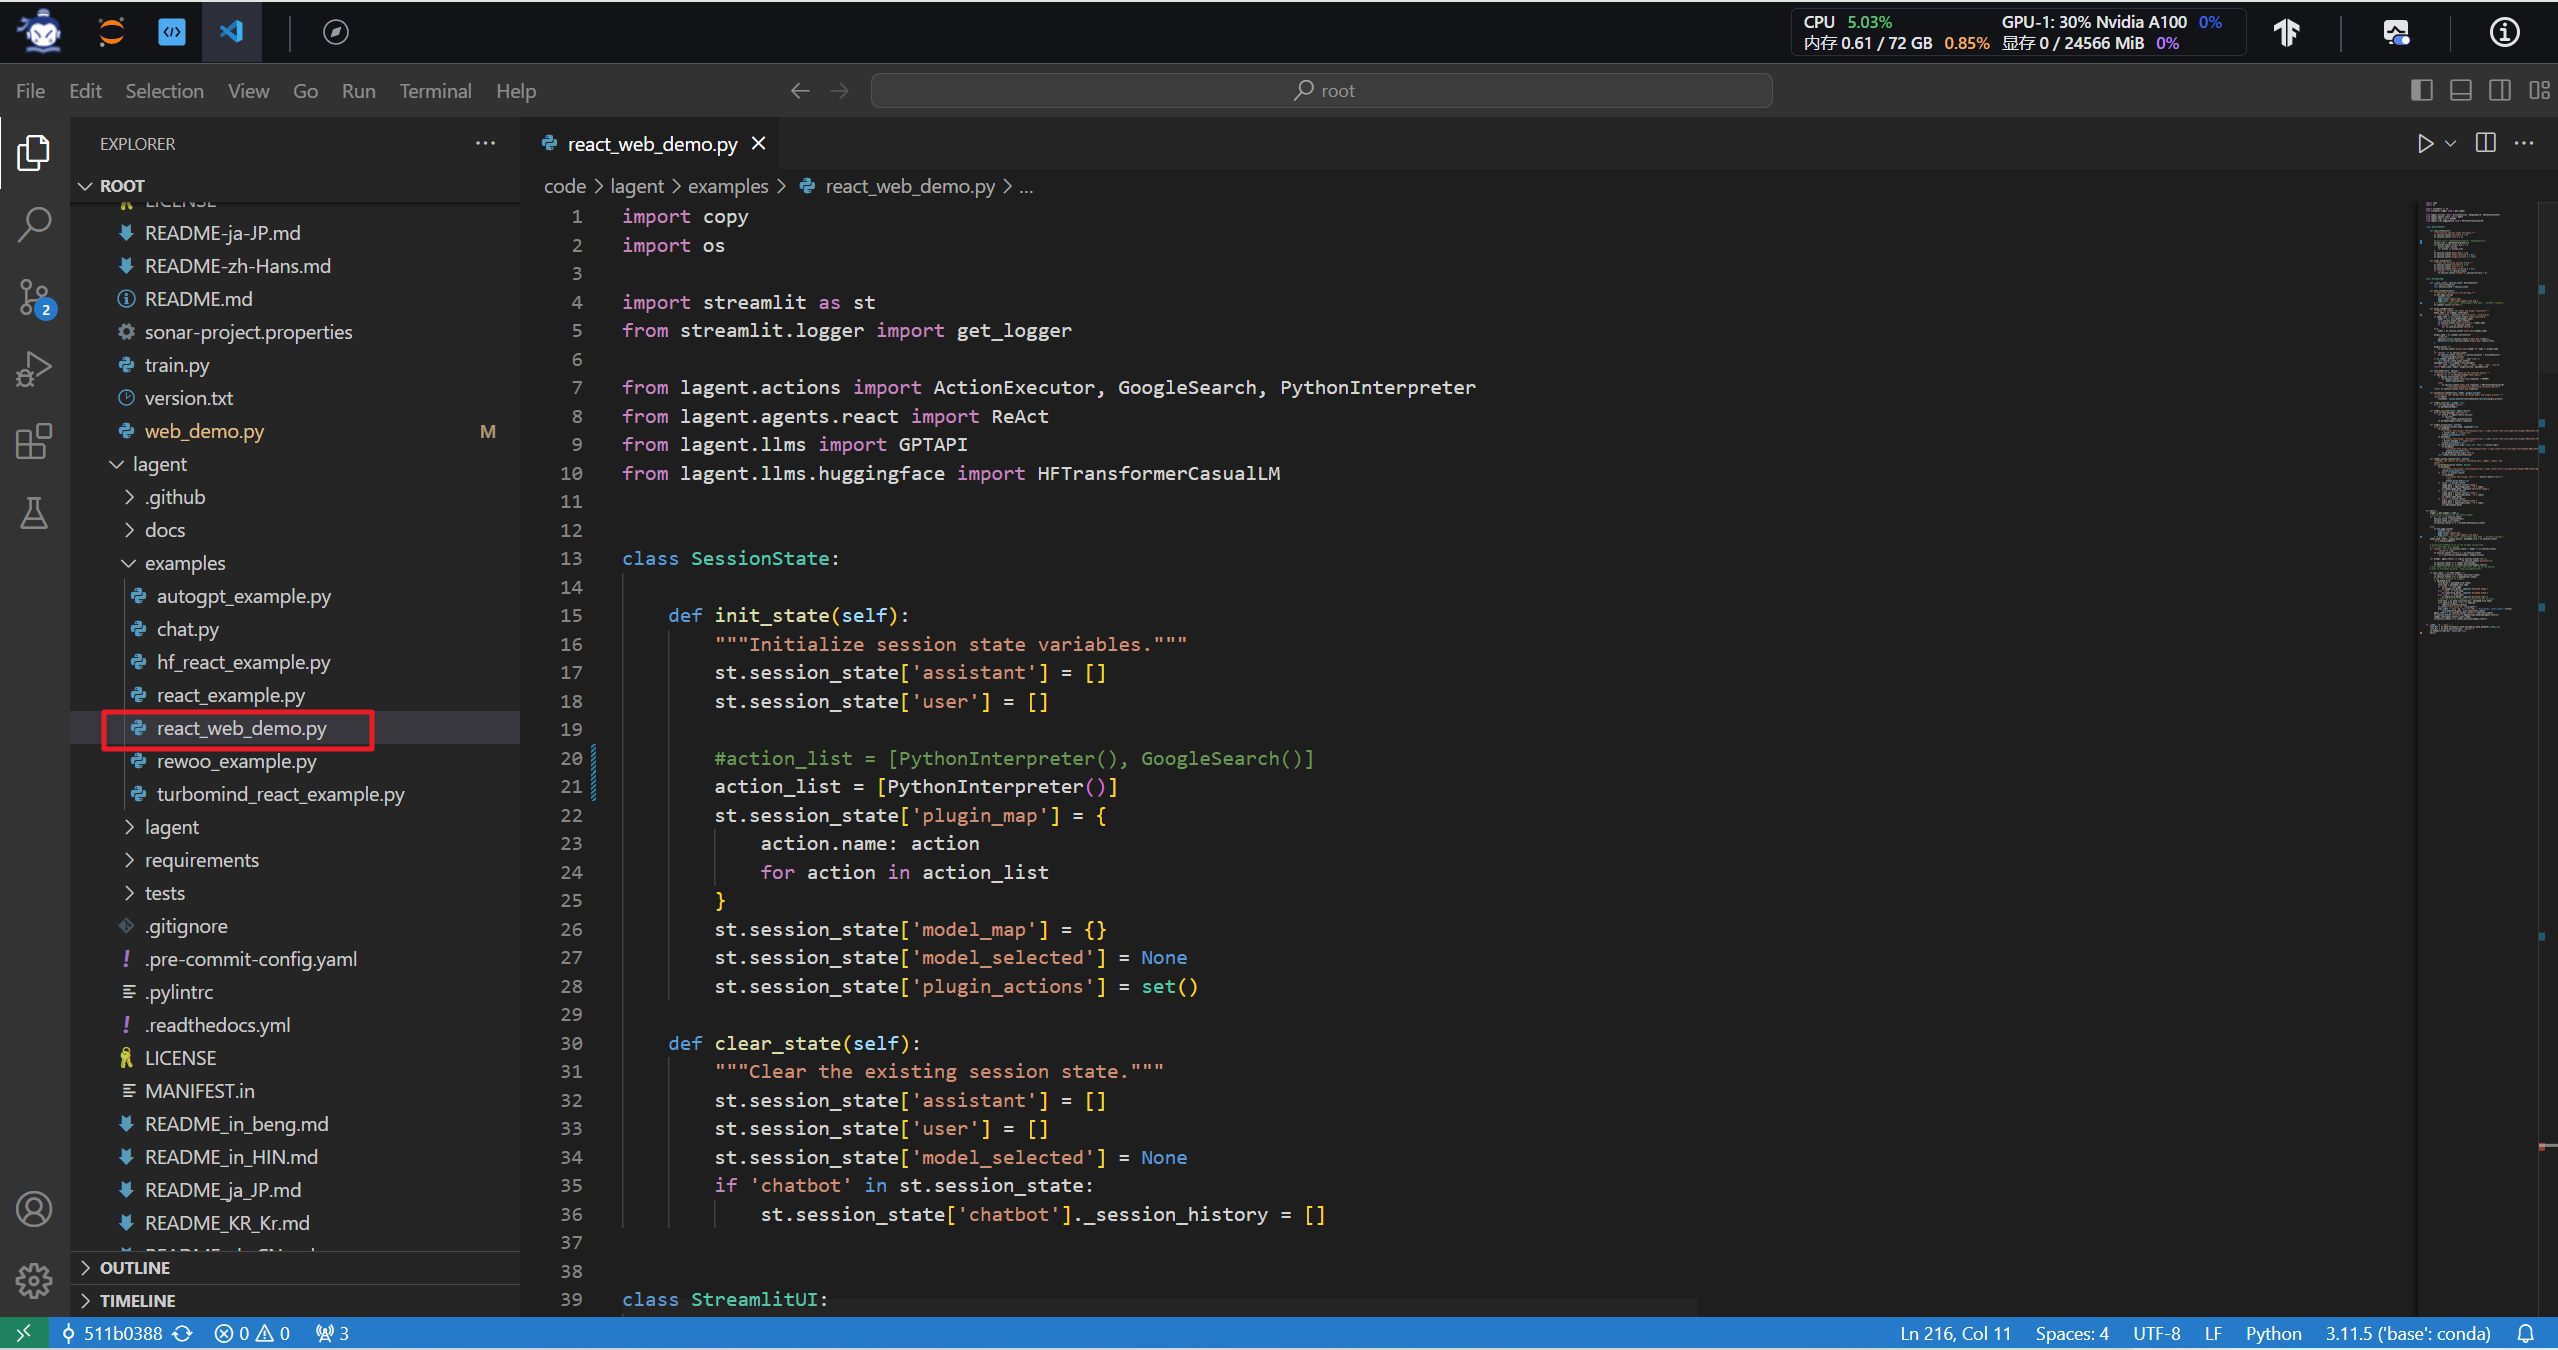 CPU 5.03%
GPU-1: 30% Nvidia A100 0%
内存 0.61 / 72 GB 0.85%
显存 0 / 24566 MiB 0%
File Edit Selection View Go Run Terminal Help
root
EXPLORER
ROOT
LICENSE
README-ja-JP.md
README-zh-Hans.md
README.md
sonar-project.properties
train.py
version.txt
web_demo.py M
lagent
.github
docs
examples
autogpt_example.py
chat.py
hf_react_example.py
react_example.py
react_web_demo.py
rewoo_example.py
turbomind_react_example.py
lagent
requirements
tests
.gitignore
.pre-commit-config.yaml
.pylintrc
.readthedocs.yml
LICENSE
MANIFEST.in
README_in_beng.md
README_in_HIN.md
README_ja_JP.md
README_KR_Kr.md
OUTLINE
TIMELINE
2
react_web_demo.py
code > lagent > examples > react_web_demo.py > ...
1 import copy
2 import os
3
4 import streamlit as st
5 from streamlit.logger import get_logger
6
7 from lagent.actions import ActionExecutor, GoogleSearch, PythonInterpreter
8 from lagent.agents.react import ReAct
9 from lagent.llms import GPTAPI
10 from lagent.llms.huggingface import HFTransformerCasualLM
11
12
13 class SessionState:
14
15 def init_state(self):
16 """Initialize session state variables."""
17 st.session_state['assistant'] = []
18 st.session_state['user'] = []
19
20 #action_list = [PythonInterpreter(), GoogleSearch()]
21 action_list = [PythonInterpreter()]
22 st.session_state['plugin_map'] = {
23 action.name: action
24 for action in action_list
25 }
26 st.session_state['model_map'] = {}
27 st.session_state['model_selected'] = None
28 st.session_state['plugin_actions'] = set()
29
30 def clear_state(self):
31 """Clear the existing session state."""
32 st.session_state['assistant'] = []
33 st.session_state['user'] = []
34 st.session_state['model_selected'] = None
35 if 'chatbot' in st.session_state:
36 st.session_state['chatbot']._session_history = []
37
38
39 class StreamlitUI:
511b0388 0 0 3
Ln 216, Col 11 Spaces: 4 UTF-8 LF Python 3.11.5 ('base': conda)